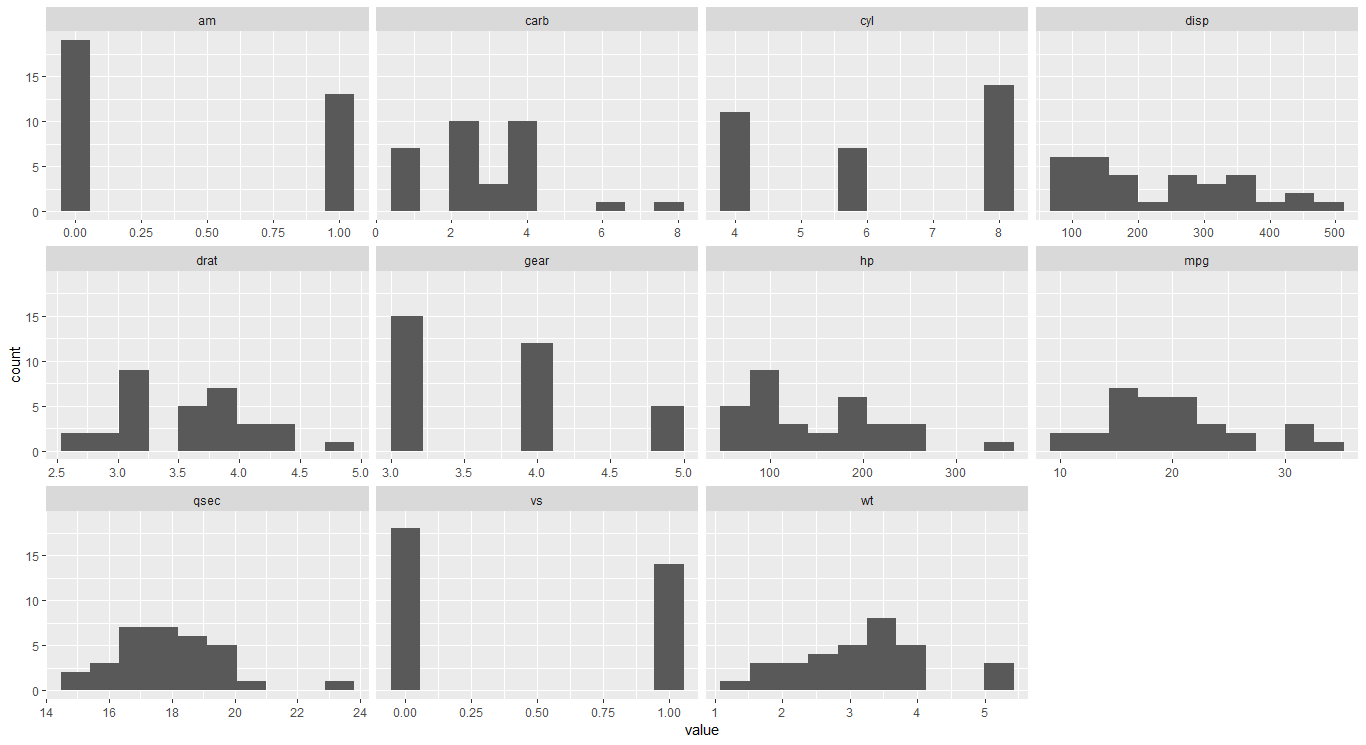 am carb cyl disp
15
10
5
0
0.00 0.25 0.50 0.75 1.00 0 2 4 6 8 4 5 6 7 8 100 200 300 400 500
drat gear hp mpg
15
10
5
0
2.5 3.0 3.5 4.0 4.5 5.0 3.0 3.5 4.0 4.5 5.0 100 200 300 10 20 30
count
qsec vs wt
15
10
5
0
14 16 18 20 22 24 0.00 0.25 0.50 0.75 1.00 1 2 3 4 5
value